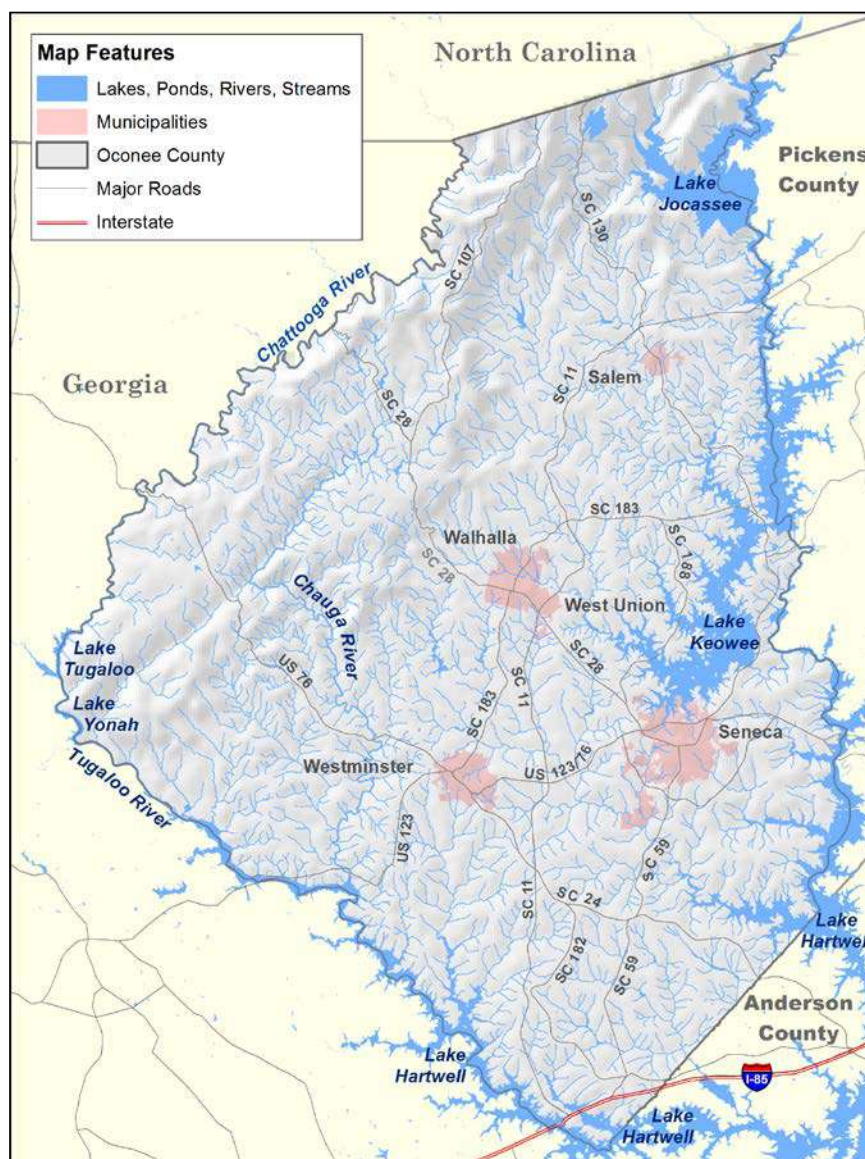 North Carolina
Map Features
Lakes, Ponds, Rivers, Streams
Municipalities
Oconee County
Major Roads
Interstate
Pickens
County
Lake
Jocassee
SC 130
SC 107
Chattooga River
Georgia
Salem
SC 11
SC 28
SC 183
Walhalla
SC 188
SC 28
Chauga River
West Union
Lake
Keowee
Lake
Tugaloo
SC 28
US 76
SC 11
SC 183
Lake
Yonah
Seneca
Westminster
US 123/76
Tugaloo River
US 123
S C 59
SC 11
SC 24
Lake
Hartwell
SC 182
SC 59
Anderson
County
Lake
Hartwell
I-85
Lake
Hartwell